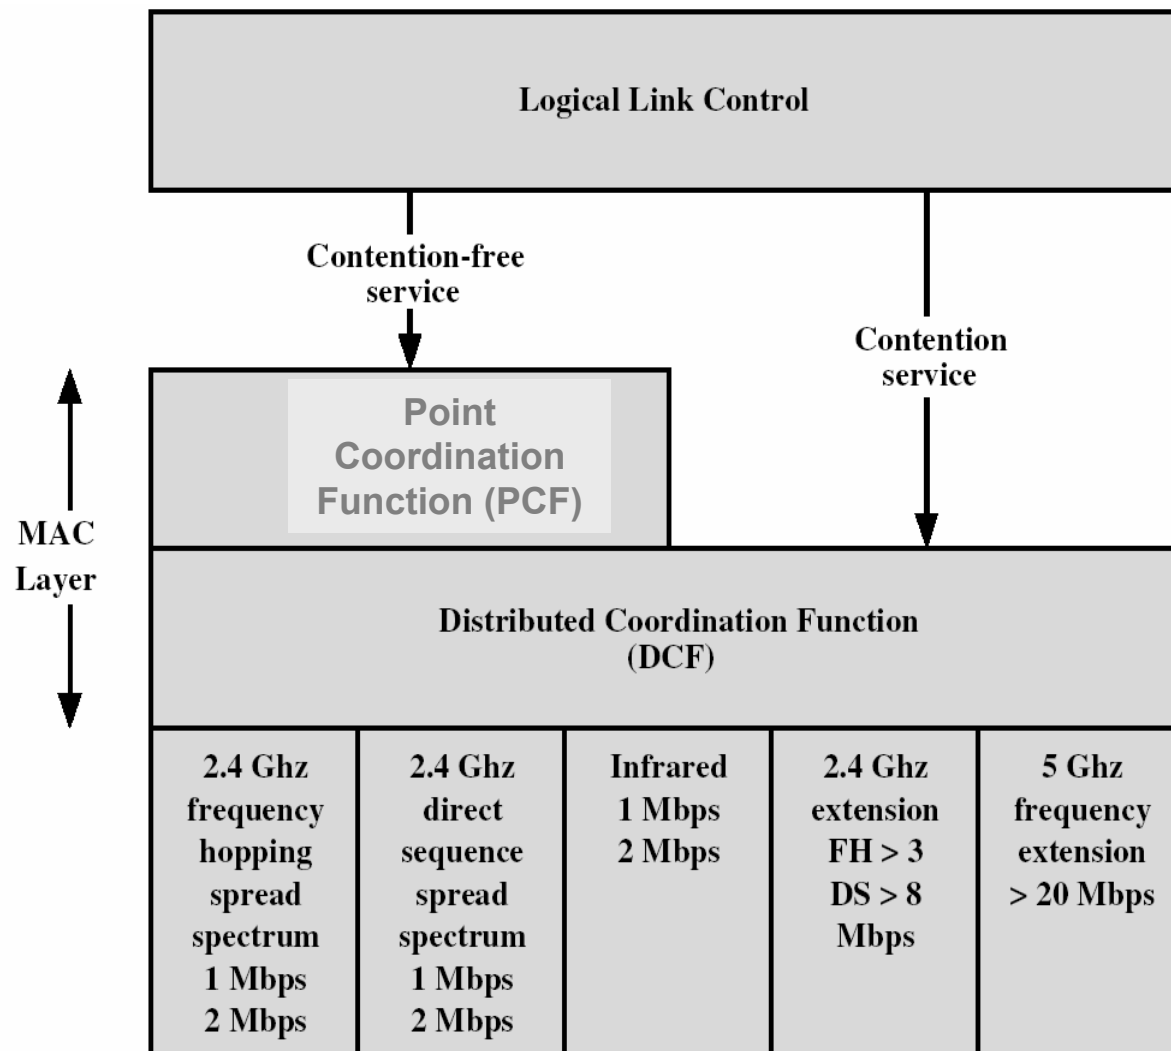 Logical Link Control
Contention-free
service
Contention
service
Point
Coordination
Function (PCF)
MAC
Layer
Distributed Coordination Function
(DCF)
2.4 Ghz
frequency
hopping
spread
spectrum
1 Mbps
2 Mbps
2.4 Ghz
direct
sequence
spread
spectrum
1 Mbps
2 Mbps
Infrared
1 Mbps
2 Mbps
2.4 Ghz
extension
FH > 3
DS > 8
Mbps
5 Ghz
frequency
extension
> 20 Mbps